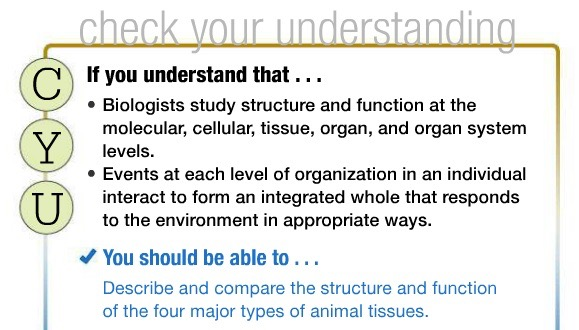 check your understanding
C
Y
U
If you understand that . . .
• Biologists study structure and function at the
molecular, cellular, tissue, organ, and organ system
levels.
• Events at each level of organization in an individual
interact to form an integrated whole that responds
to the environment in appropriate ways.
✔ You should be able to . . .
Describe and compare the structure and function
of the four major types of animal tissues.